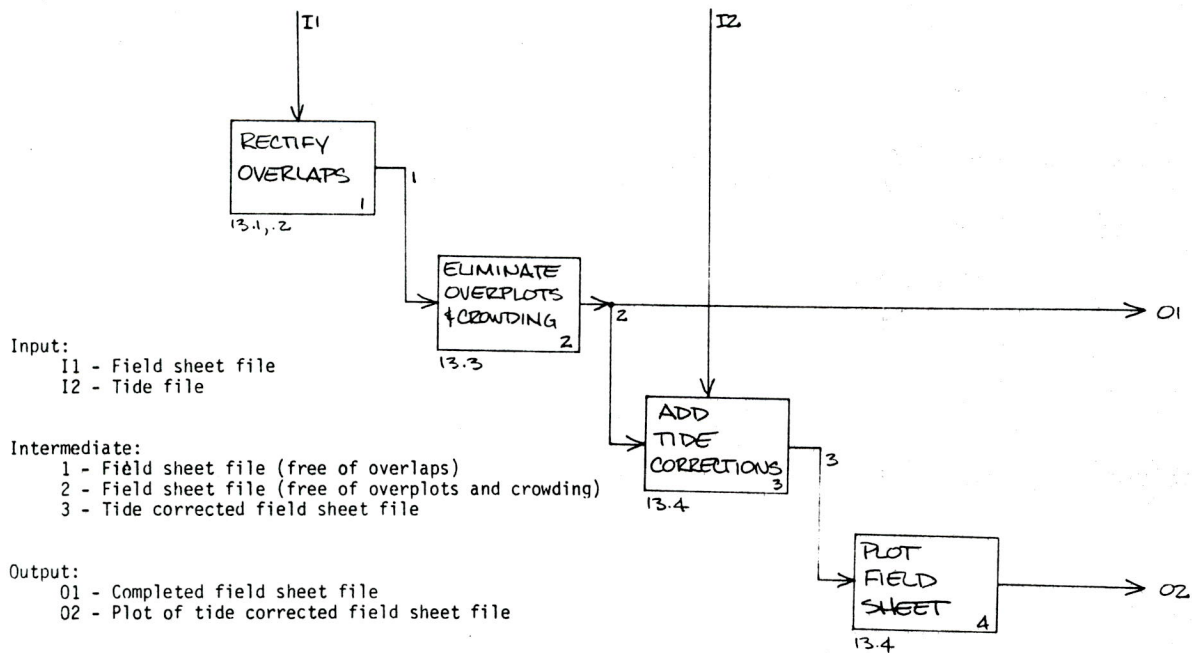 I1
I2
RECTIFY
OVERLAPS
1
13.1, .2
1
ELIMINATE
OVERPLOTS
& CROWDING
2
13.3
2
O1
Input:
I1 - Field sheet file
I2 - Tide file
ADD
TIDE
CORRECTIONS
3
13.4
3
Intermediate:
1 - Field sheet file (free of overlaps)
2 - Field sheet file (free of overplots and crowding)
3 - Tide corrected field sheet file
PLOT
FIELD
SHEET
4
13.4
O2
Output:
O1 - Completed field sheet file
O2 - Plot of tide corrected field sheet file